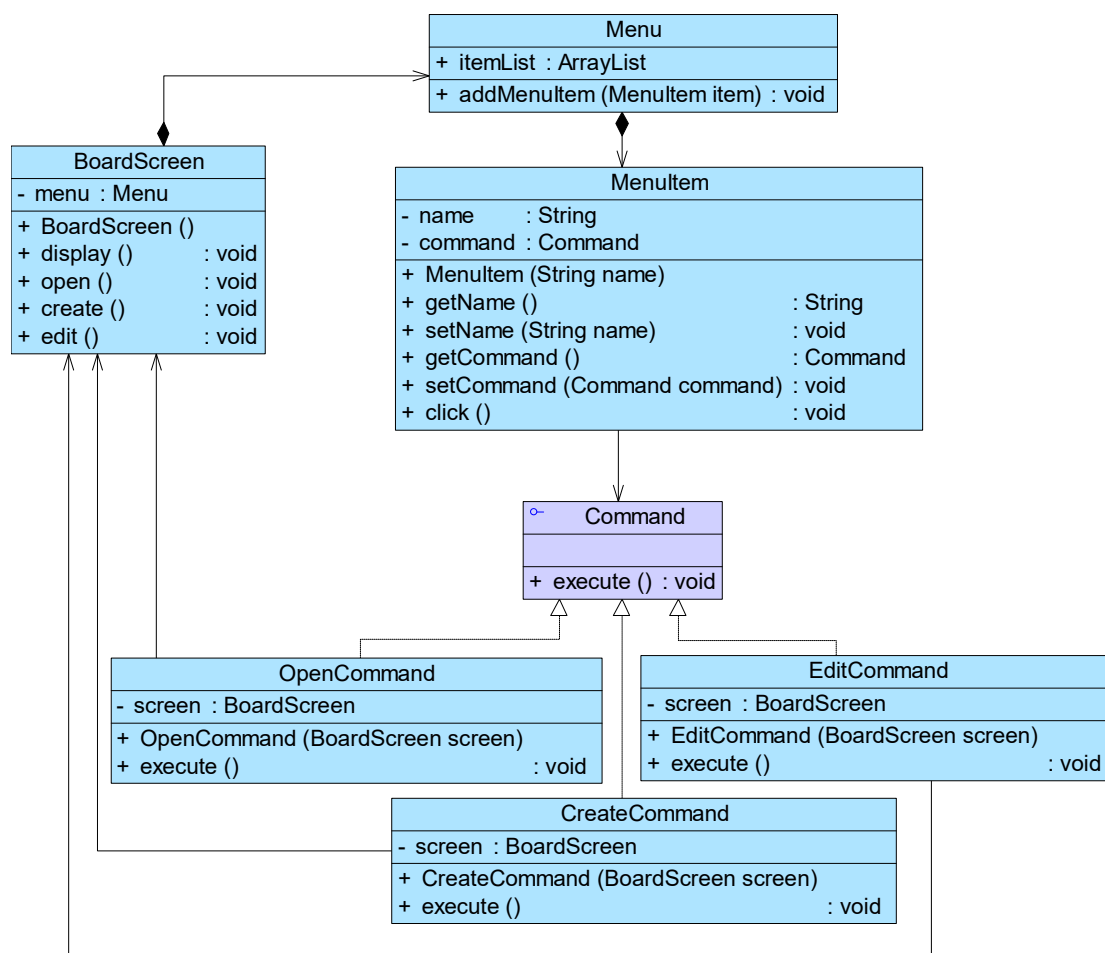 Menu
+ itemList : ArrayList
+ addMenuItem (MenuItem item) : void
BoardScreen
- menu : Menu
+ BoardScreen ()
+ display () : void
+ open () : void
+ create () : void
+ edit () : void
MenuItem
- name : String
- command : Command
+ MenuItem (String name)
+ getName () : String
+ setName (String name) : void
+ getCommand () : Command
+ setCommand (Command command) : void
+ click () : void
Command
+ execute () : void
OpenCommand
- screen : BoardScreen
+ OpenCommand (BoardScreen screen)
+ execute () : void
EditCommand
- screen : BoardScreen
+ EditCommand (BoardScreen screen)
+ execute () : void
CreateCommand
- screen : BoardScreen
+ CreateCommand (BoardScreen screen)
+ execute () : void